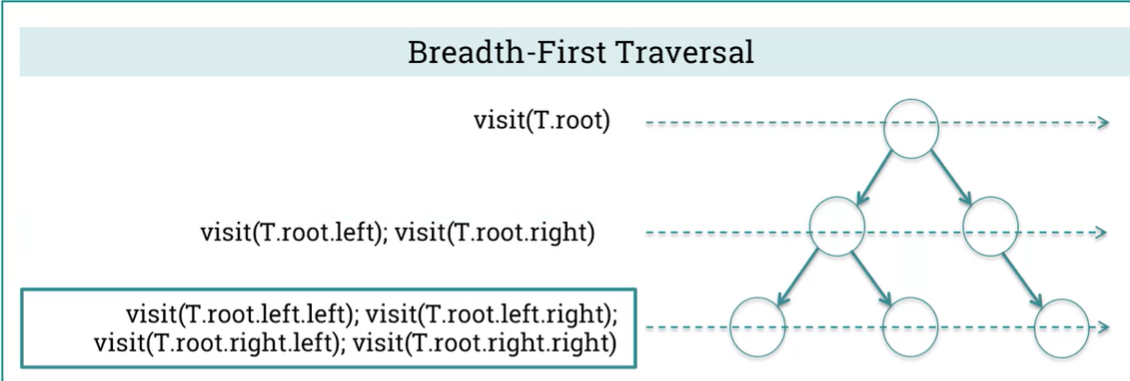 Breadth-First Traversal
visit(T.root)
visit(T.root.left); visit(T.root.right)
visit(T.root.left.left); visit(T.root.left.right);
visit(T.root.right.left); visit(T.root.right.right)